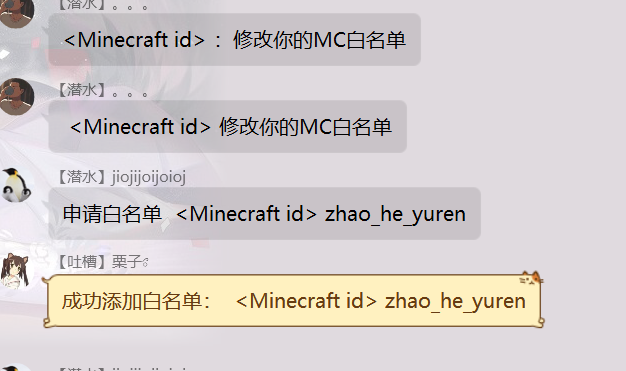 【潜水】。。。
<Minecraft id> ：修改你的MC白名单
【潜水】。。。
<Minecraft id> 修改你的MC白名单
【潜水】jiojijoijoioj
申请白名单 <Minecraft id> zhao_he_yuren
【吐槽】栗子
成功添加白名单： <Minecraft id> zhao_he_yuren